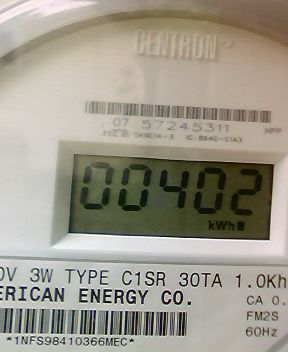 CENTRON
07 57245311
HPP
00402
kWh
0V 3W TYPE C1SR 30TA 1.0Kh
ERICAN ENERGY CO.
CA 0.
FM2S
60Hz
*1NFS98410366MEC*